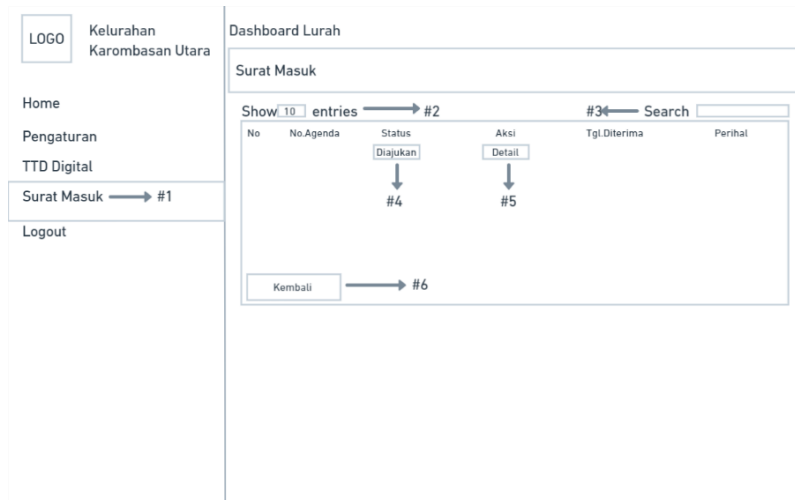 LOGO
Kelurahan
Karombasan Utara
Home
Pengaturan
TTD Digital
Surat Masuk #1
Logout
Dashboard Lurah
Surat Masuk
Show 10 entries #2 #3 Search
No No.Agenda Status Aksi Tgl.Diterima Perihal
Diajukan Detail
#4 #5
Kembali #6